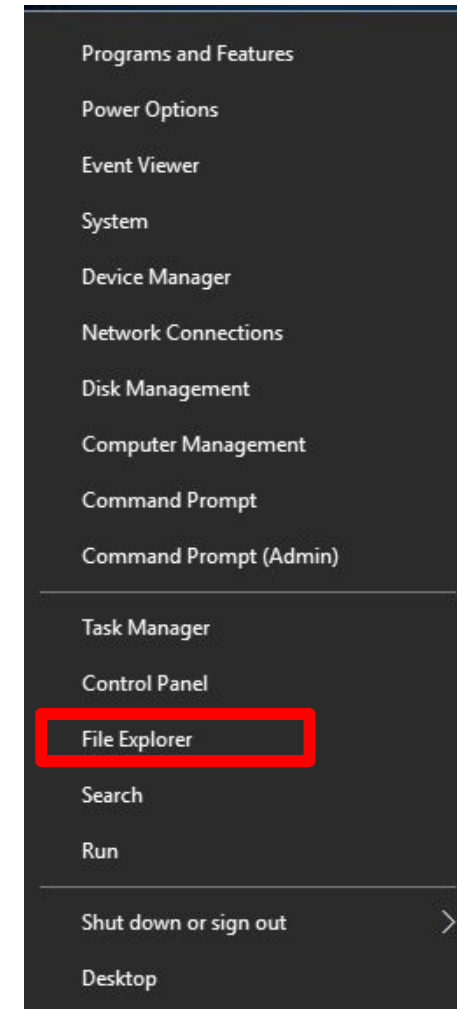 Programs and Features
Power Options
Event Viewer
System
Device Manager
Network Connections
Disk Management
Computer Management
Command Prompt
Command Prompt (Admin)
Task Manager
Control Panel
File Explorer
Search
Run
Shut down or sign out
Desktop